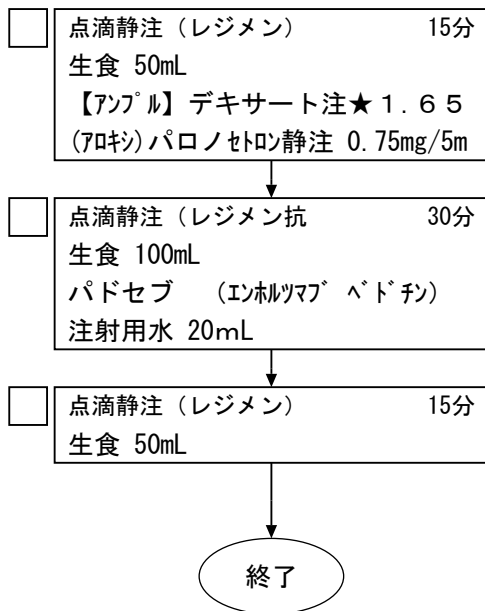 点滴静注（レジメン） 15分
生食 50mL
【ｱﾝﾌﾟﾙ】デキサート注★１.６５
(ｱﾛｷｼ)パロノｾﾄﾛﾝ静注 0.75mg/5m
点滴静注（レジメン抗 30分
生食 100mL
パドセブ （ｴﾝﾎﾙﾂﾏﾌﾞ ﾍﾞﾄﾞﾁﾝ）
注射用水 20ｍL
点滴静注（レジメン） 15分
生食 50mL
終了